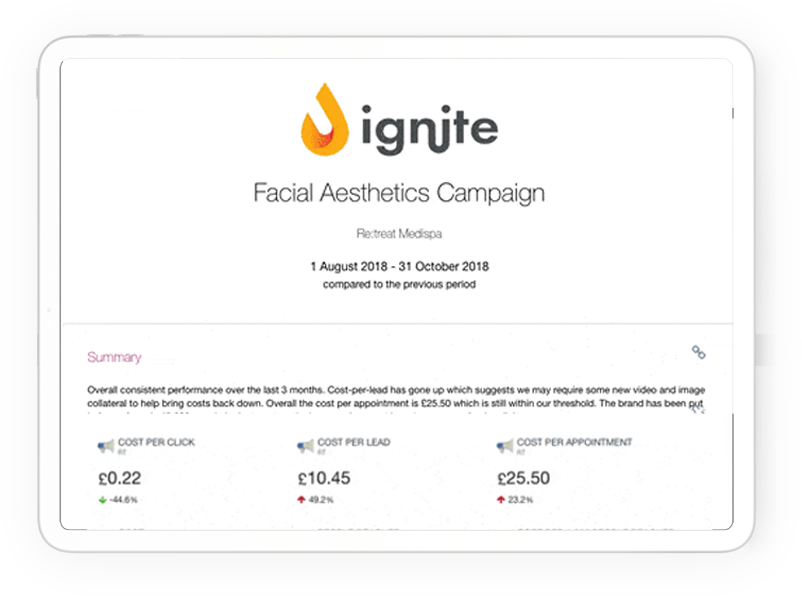 ignite
Facial Aesthetics Campaign
Re:treat Medispa
1 August 2018 - 31 October 2018
compared to the previous period
Summary
Overall consistent performance over the last 3 months. Cost-per-lead has gone up which suggests we may require some new video and image
collateral to help bring costs back down. Overall the cost per appointment is £25.50 which is still within our threshold. The brand has been put
COST PER CLICK
RT
£0.22
-44.6%
COST PER LEAD
RT
£10.45
49.2%
COST PER APPOINTMENT
RT
£25.50
23.2%